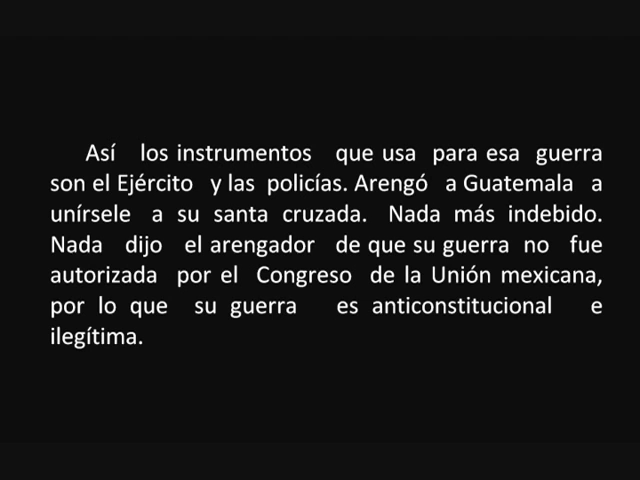 Así los instrumentos que usa para esa guerra
son el Ejército y las policías. Arengó a Guatemala a
unírsele a su santa cruzada. Nada más indebido.
Nada dijo el arengador de que su guerra no fue
autorizada por el Congreso de la Unión mexicana,
por lo que su guerra es anticonstitucional e
ilegítima.